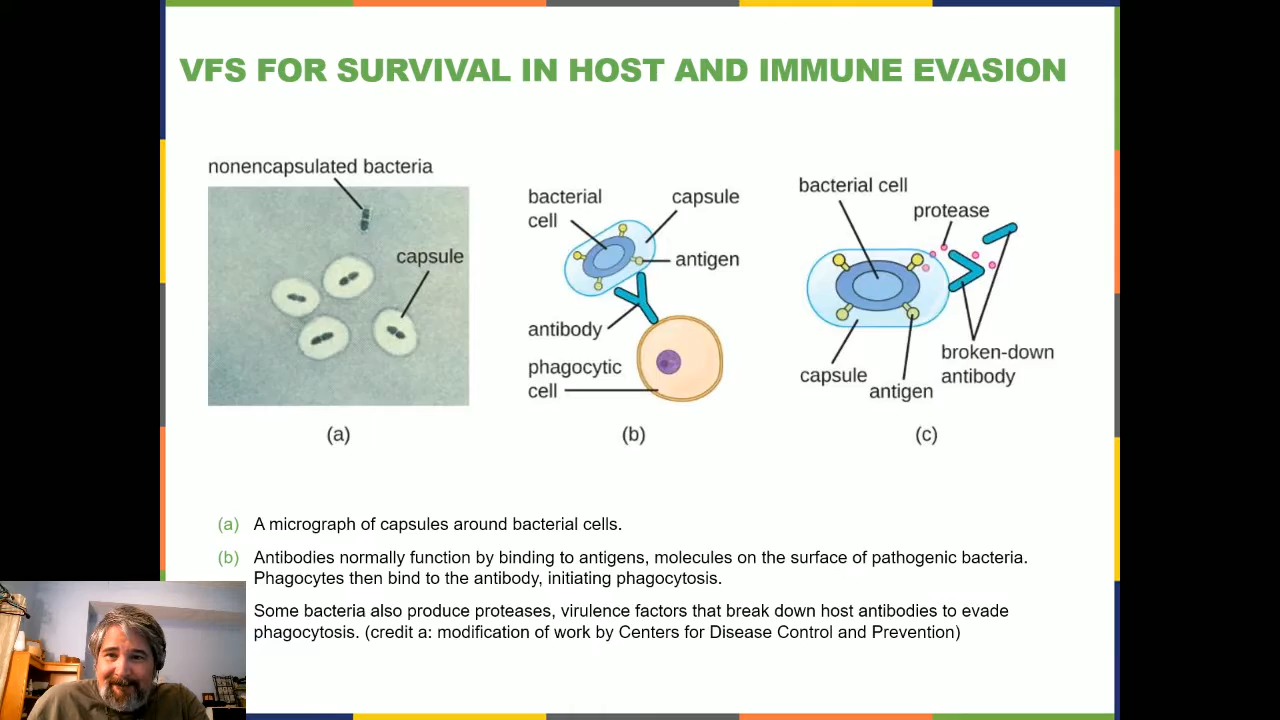 VFS FOR SURVIVAL IN HOST AND IMMUNE EVASION
nonencapsulated bacteria
capsule
(a)
bacterial
cell
capsule
antigen
antibody
phagocytic
cell
(b)
bacterial cell
protease
capsule
antigen
broken-down
antibody
(c)
(a) A micrograph of capsules around bacterial cells.
(b) Antibodies normally function by binding to antigens, molecules on the surface of pathogenic bacteria.
Phagocytes then bind to the antibody, initiating phagocytosis.
Some bacteria also produce proteases, virulence factors that break down host antibodies to evade
phagocytosis. (credit a: modification of work by Centers for Disease Control and Prevention)